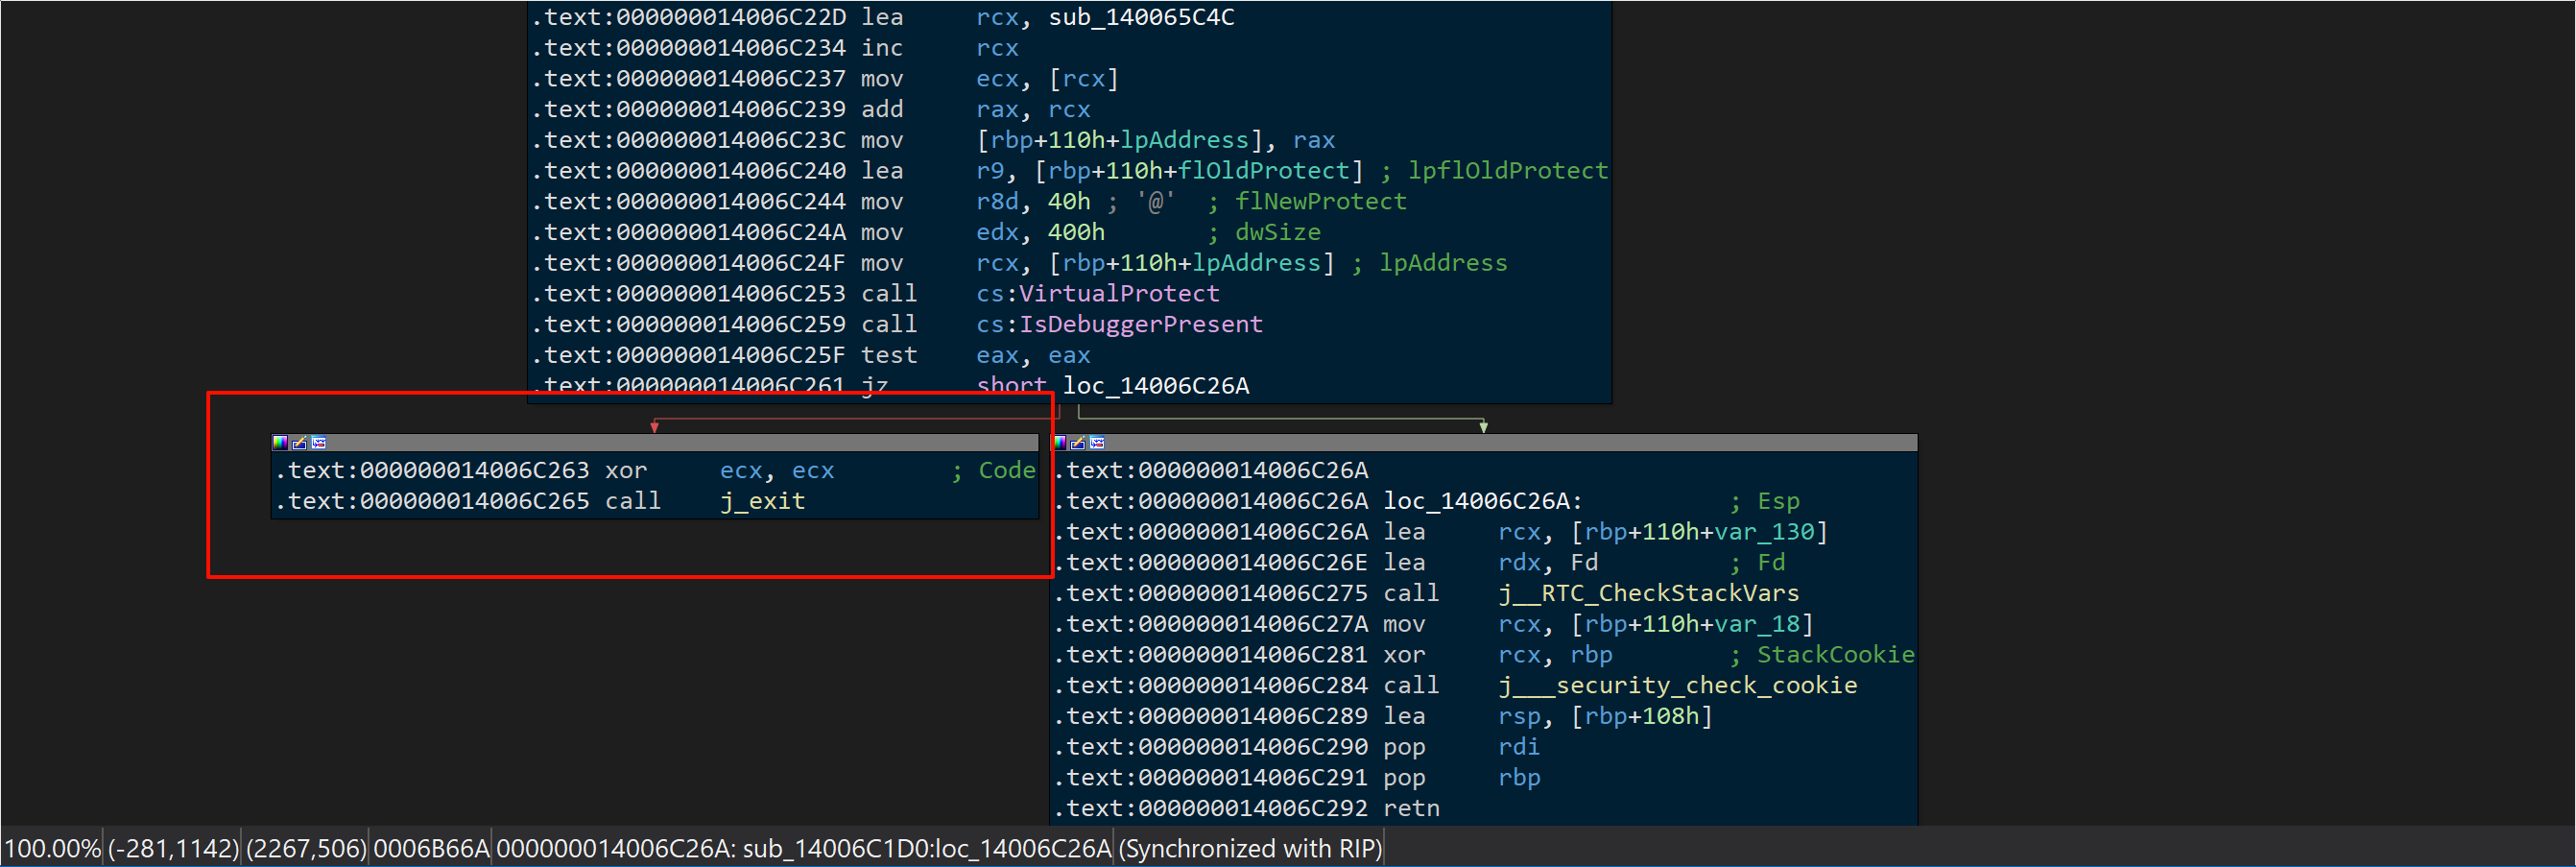 .text:000000014006C22D lea rcx, sub_140065C4C
.text:000000014006C234 inc rcx
.text:000000014006C237 mov ecx, [rcx]
.text:000000014006C239 add rax, rcx
.text:000000014006C23C mov [rbp+110h+lpAddress], rax
.text:000000014006C240 lea r9, [rbp+110h+flOldProtect] ; lpflOldProtect
.text:000000014006C244 mov r8d, 40h ; '@' ; flNewProtect
.text:000000014006C24A mov edx, 400h ; dwSize
.text:000000014006C24F mov rcx, [rbp+110h+lpAddress] ; lpAddress
.text:000000014006C253 call cs:VirtualProtect
.text:000000014006C259 call cs:IsDebuggerPresent
.text:000000014006C25F test eax, eax
.text:000000014006C261 jz short loc_14006C26A
.text:000000014006C263 xor ecx, ecx ; Code
.text:000000014006C265 call j_exit
.text:000000014006C26A
.text:000000014006C26A loc_14006C26A: ; Esp
.text:000000014006C26A lea rcx, [rbp+110h+var_130]
.text:000000014006C26E lea rdx, Fd ; Fd
.text:000000014006C275 call j__RTC_CheckStackVars
.text:000000014006C27A mov rcx, [rbp+110h+var_18]
.text:000000014006C281 xor rcx, rbp ; StackCookie
.text:000000014006C284 call j___security_check_cookie
.text:000000014006C289 lea rsp, [rbp+108h]
.text:000000014006C290 pop rdi
.text:000000014006C291 pop rbp
.text:000000014006C292 retn
100.00% (-281,1142) (2267,506) 0006B66A 000000014006C26A: sub_14006C1D0:loc_14006C26A (Synchronized with RIP)